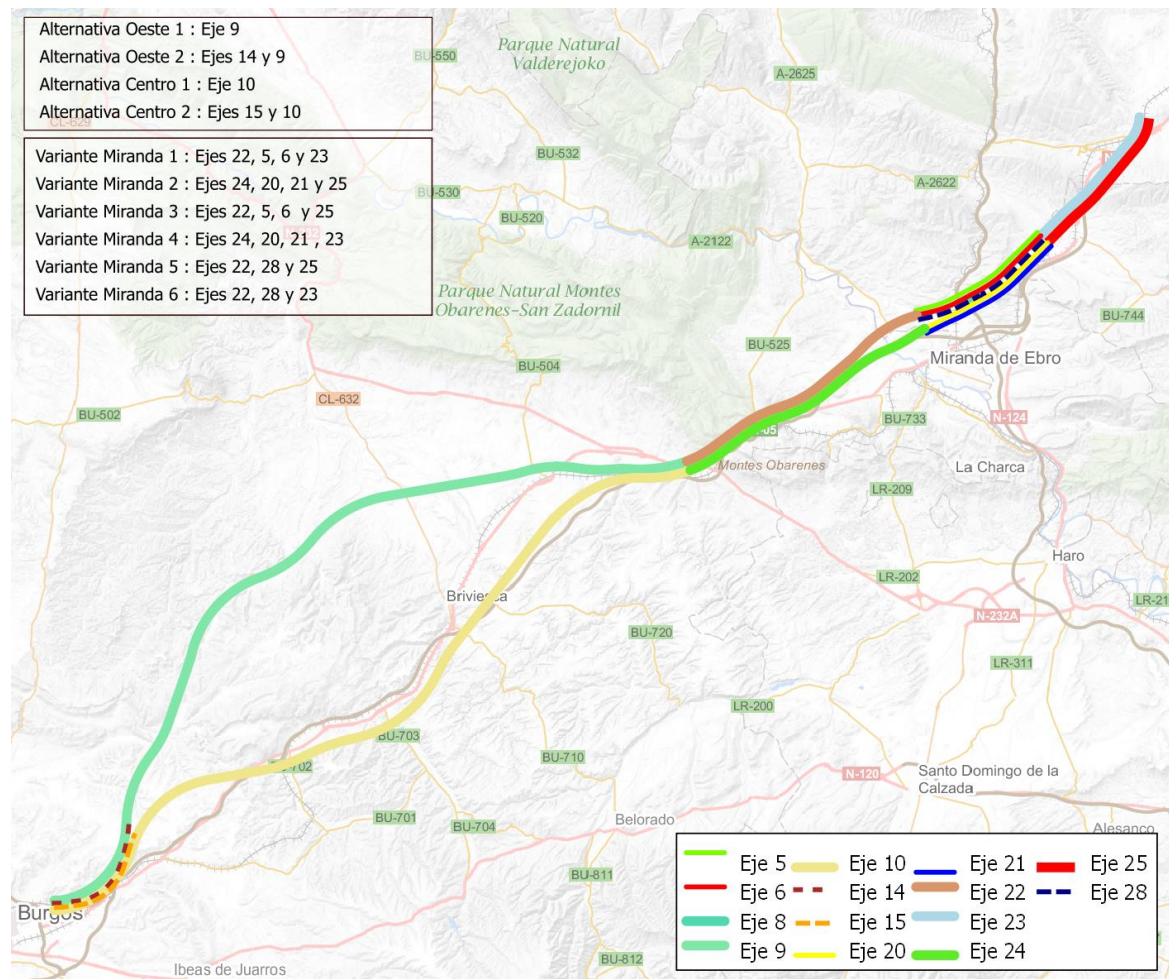 Alternativa Oeste 1 : Eje 9
Alternativa Oeste 2 : Ejes 14 y 9
Alternativa Centro 1 : Eje 10
Alternativa Centro 2 : Ejes 15 y 10
Variante Miranda 1 : Ejes 22, 5, 6 y 23
Variante Miranda 2 : Ejes 24, 20, 21 y 25
Variante Miranda 3 : Ejes 22, 5, 6 y 25
Variante Miranda 4 : Ejes 24, 20, 21 , 23
Variante Miranda 5 : Ejes 22, 28 y 25
Variante Miranda 6 : Ejes 22, 28 y 23
Parque Natural
Valderejoko
BU-550
A-2625
CL-629
BU-532
BU-530
A-2622
BU-520
A-2122
Parque Natural Montes
Obarenes-San Zadornil
BU-744
BU-525
Miranda de Ebro
BU-504
CL-632
BU-502
BU-733
N-124
Montes Obarenes
La Charca
LR-209
Haro
LR-202
Briviesca
N-232A
BU-720
LR-311
LR-200
BU-703
BU-702
BU-710
N-120
Santo Domingo de la
Calzada
BU-701
BU-704
Belorado
Alesanco
BU-811
Burgos
BU-812
Ibeas de Juarros
Eje 5
Eje 6
Eje 8
Eje 9
Eje 10
Eje 14
Eje 15
Eje 20
Eje 21
Eje 22
Eje 23
Eje 24
Eje 25
Eje 28